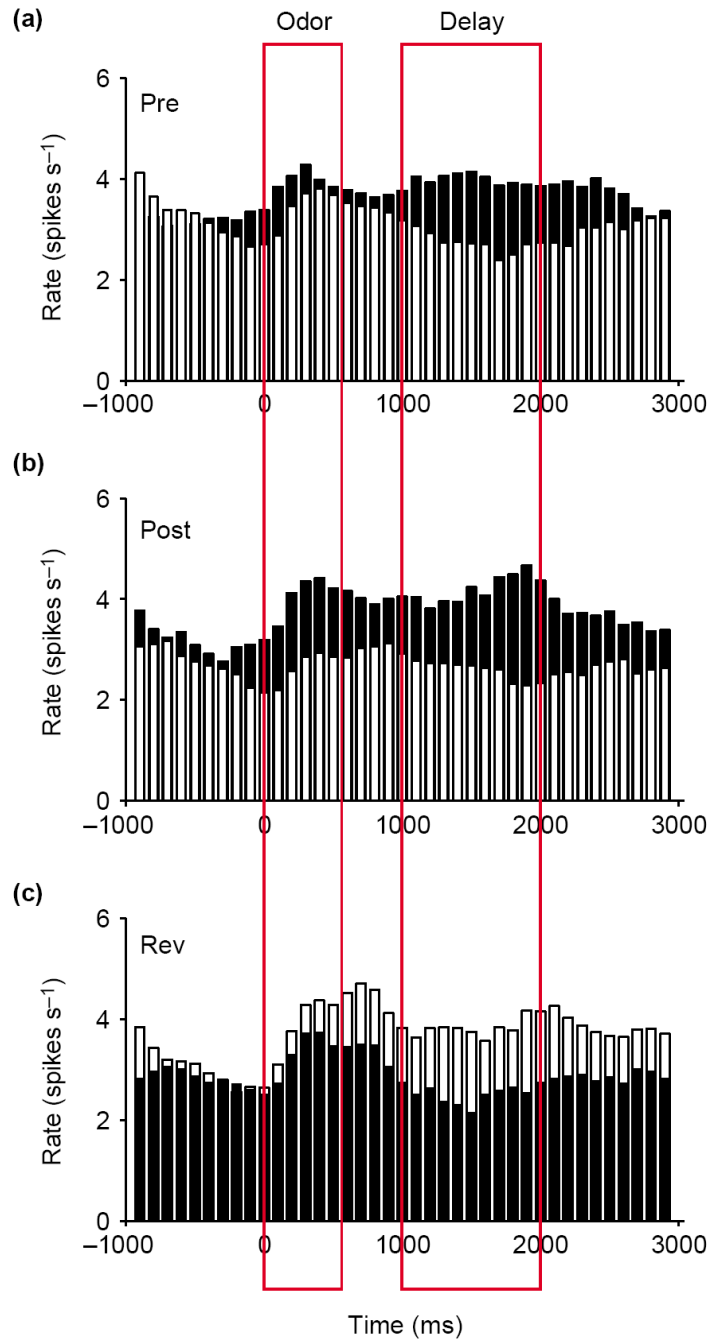 (a)
Odor Delay
Pre
6
4
2
0
Rate (spikes s⁻¹)
–1000 0 1000 2000 3000
(b)
Post
6
4
2
0
Rate (spikes s⁻¹)
–1000 0 1000 2000 3000
(c)
Rev
6
4
2
0
Rate (spikes s⁻¹)
–1000 0 1000 2000 3000
Time (ms)